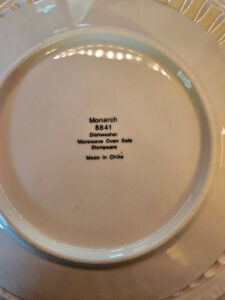 Monarch
8841
Dishwasher
Microwave Oven Safe
Stoneware
Made in China